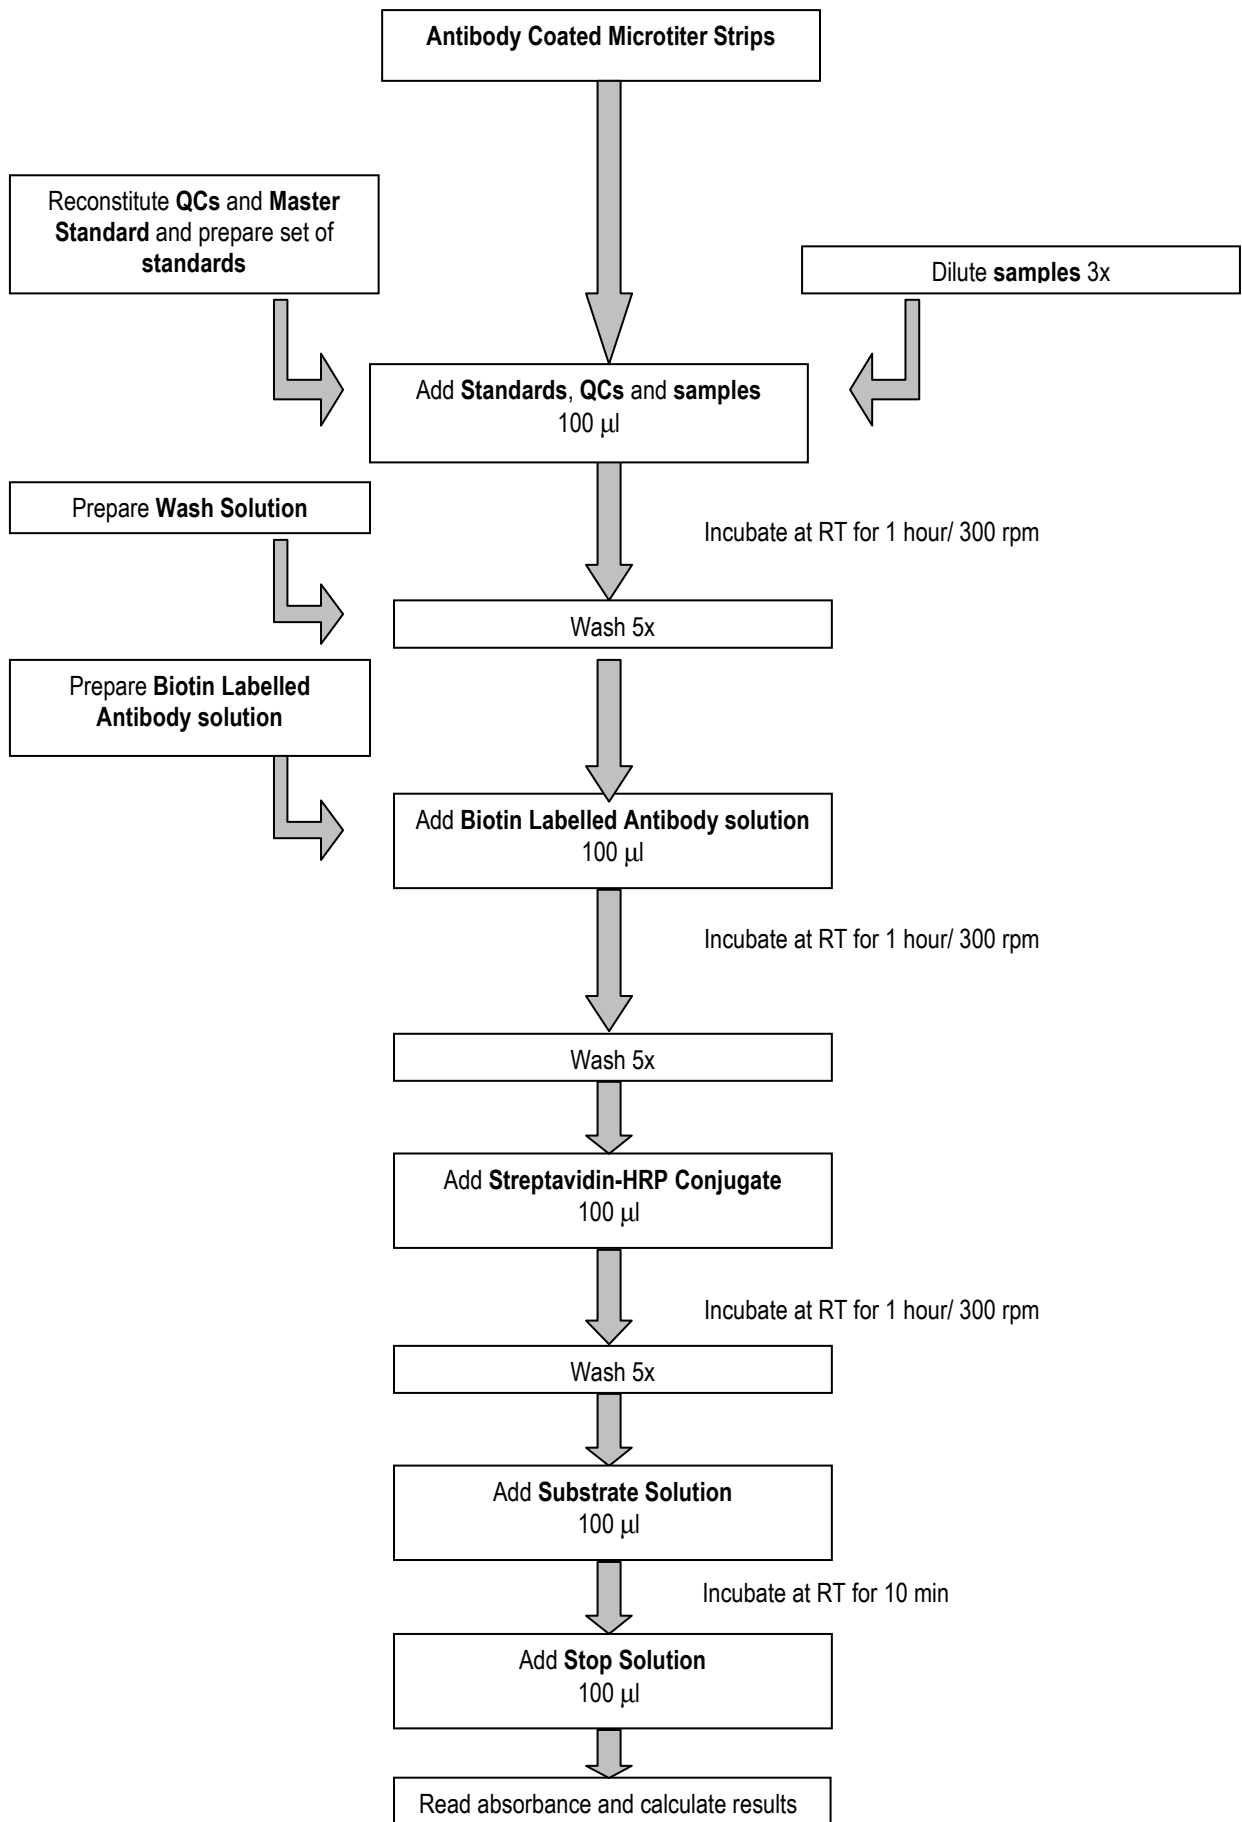 Antibody Coated Microtiter Strips
Reconstitute QCs and Master
Standard and prepare set of
standards
Dilute samples 3x
Add Standards, QCs and samples
100 μl
Prepare Wash Solution
Incubate at RT for 1 hour/ 300 rpm
Wash 5x
Prepare Biotin Labelled
Antibody solution
Add Biotin Labelled Antibody solution
100 μl
Incubate at RT for 1 hour/ 300 rpm
Wash 5x
Add Streptavidin-HRP Conjugate
100 μl
Incubate at RT for 1 hour/ 300 rpm
Wash 5x
Add Substrate Solution
100 μl
Incubate at RT for 10 min
Add Stop Solution
100 μl
Read absorbance and calculate results